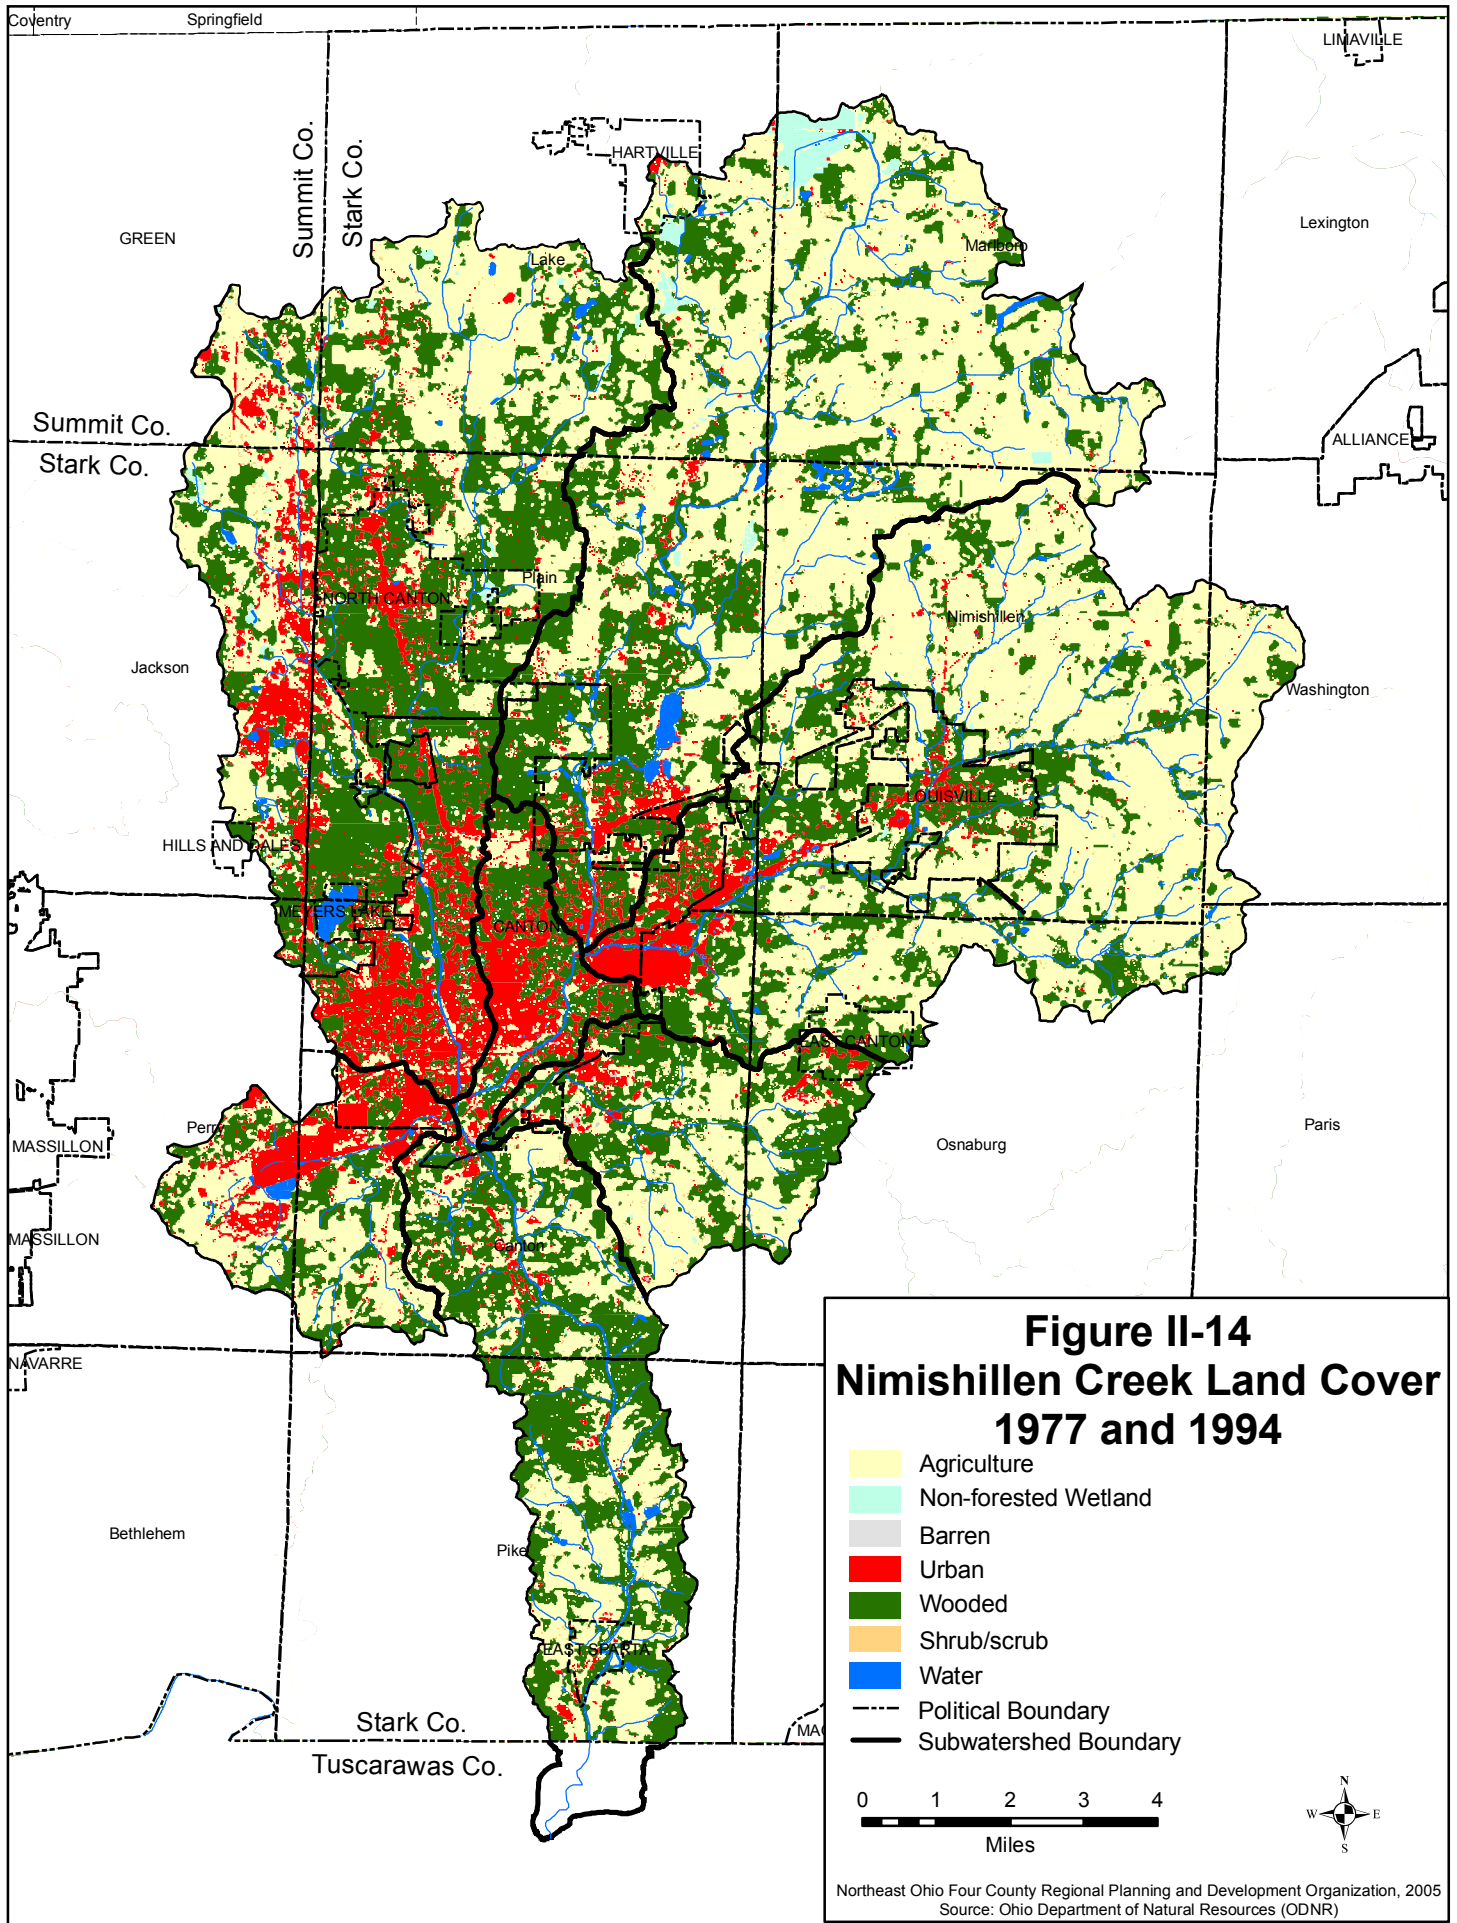 Coventry
Springfield
LIMAVILLE
Summit Co.
Stark Co.
HARTVILLE
GREEN
Lexington
Marlboro
Lake
Summit Co.
Stark Co.
ALLIANCE
Plain
NORTH CANTON
Nimishillen
Jackson
Washington
LOUISVILLE
HILLS AND DALES
MEYERS LAKE
CANTON
EAST CANTON
Perry
MASSILLON
Osnaburg
Paris
MASSILLON
Canton
NAVARRE
Bethlehem
Pike
EAST SPARTA
Stark Co.
Tuscarawas Co.
Figure II-14
Nimishillen Creek Land Cover
1977 and 1994
Agriculture
Non-forested Wetland
Barren
Urban
Wooded
Shrub/scrub
Water
Political Boundary
Subwatershed Boundary
0 1 2 3 4
Miles
N
W E
S
Northeast Ohio Four County Regional Planning and Development Organization, 2005
Source: Ohio Department of Natural Resources (ODNR)